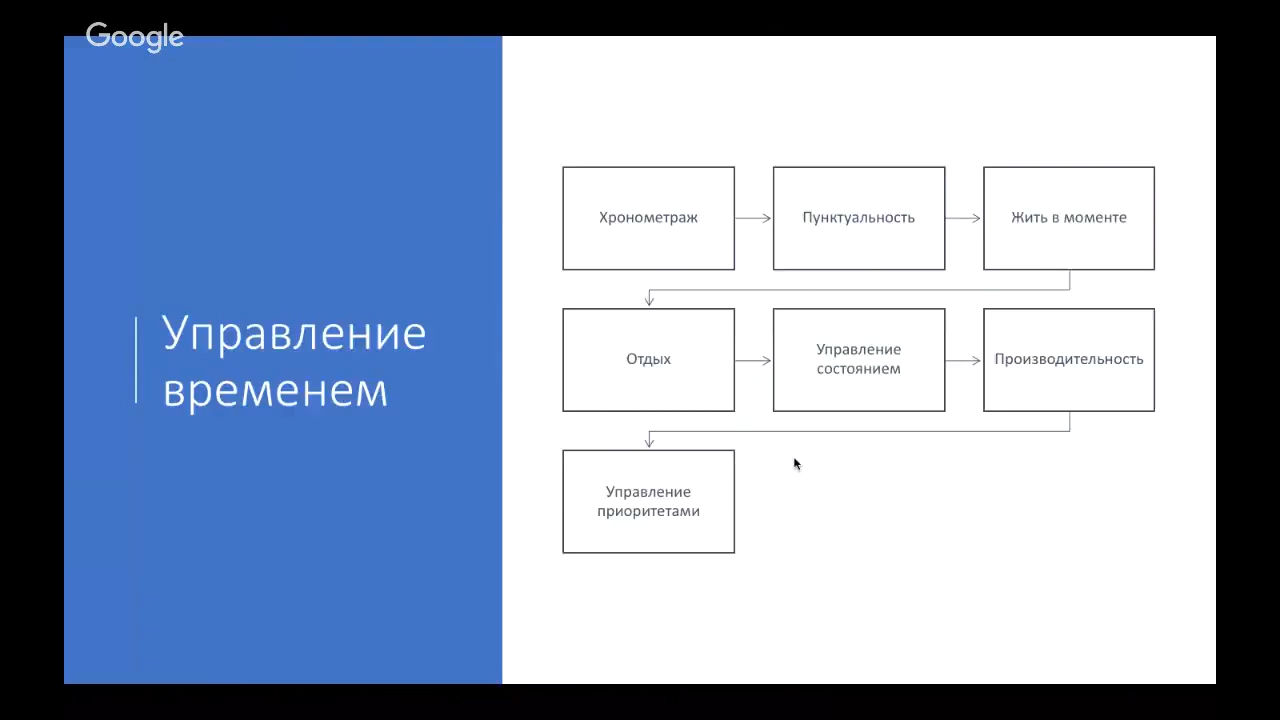 Google
Управление
временем
Хронометраж
Пунктуальность
Жить в моменте
Отдых
Управление
состоянием
Производительность
Управление
приоритетами